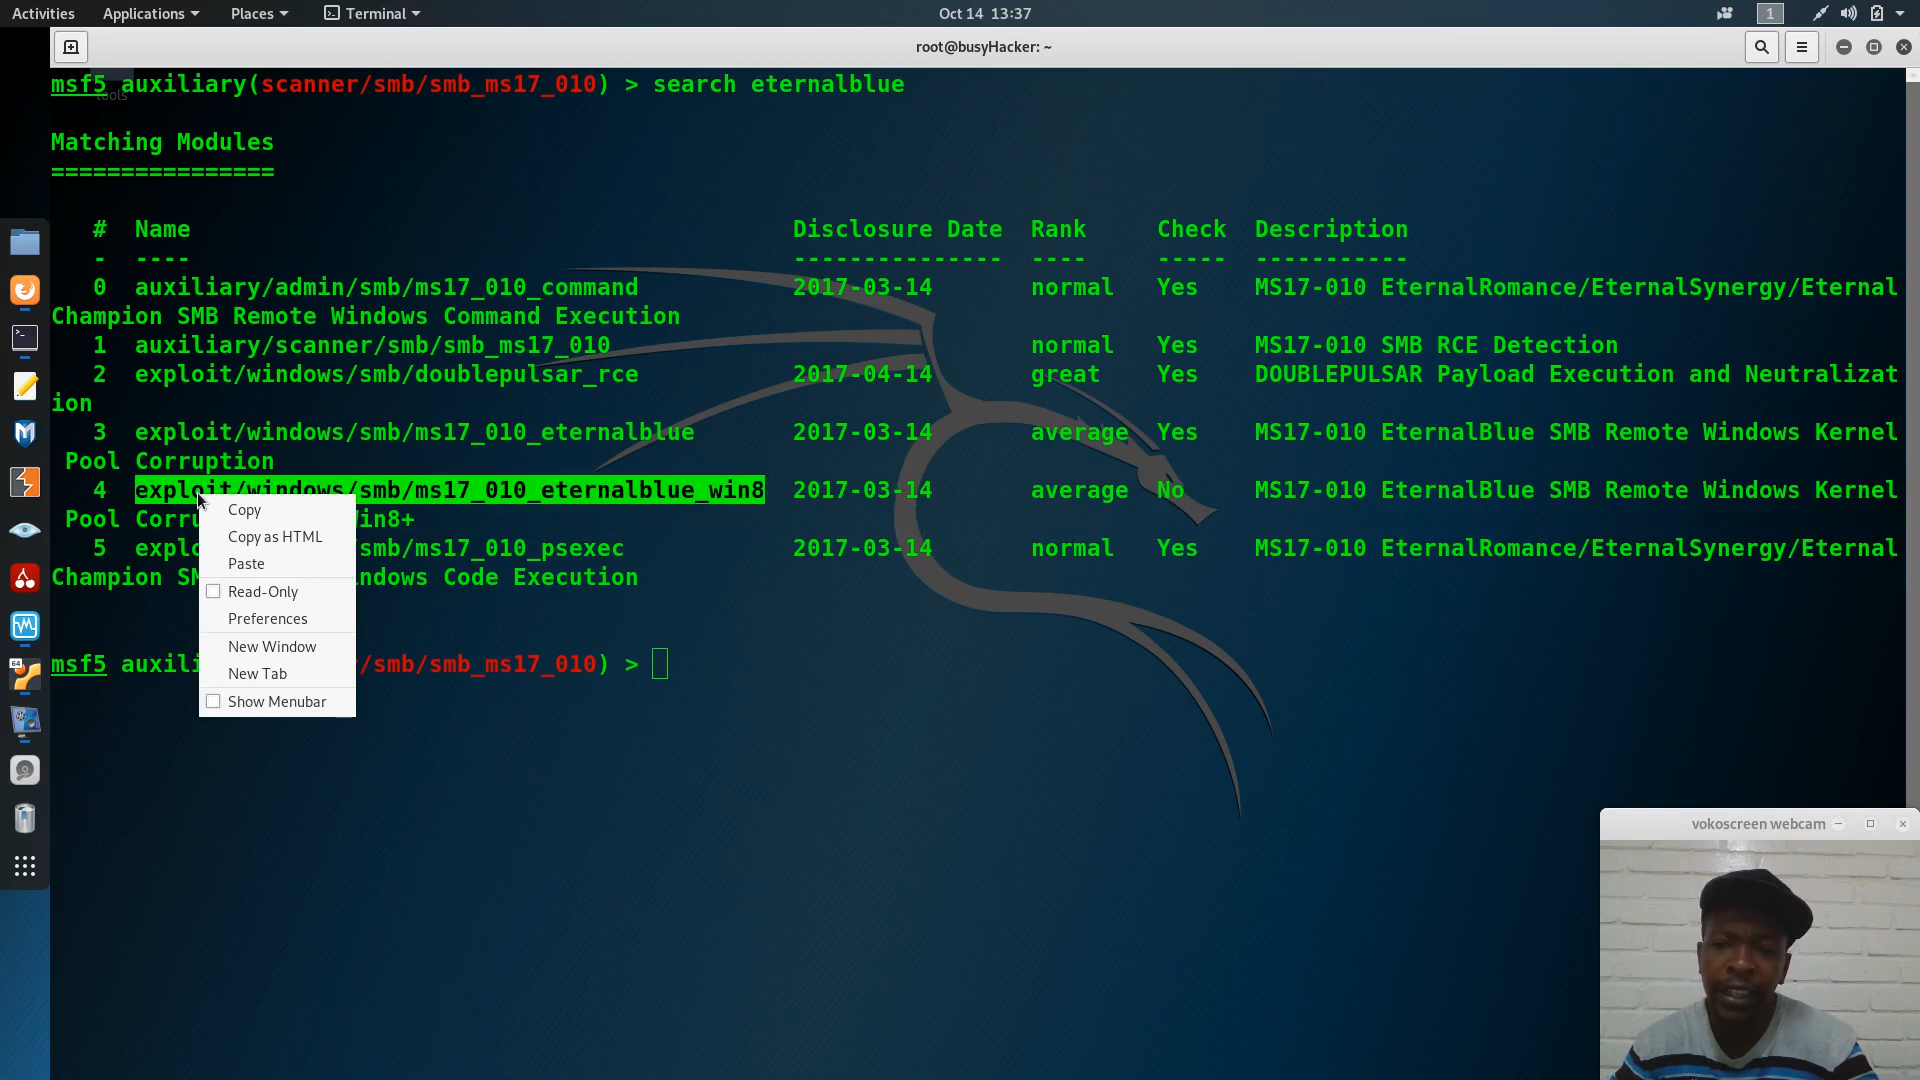 Activities Applications Places Terminal Oct 14 13:37 1
root@busyHacker: ~
msf5 auxiliary(scanner/smb/smb_ms17_010) > search eternalblue
tools
Matching Modules
================
# Name Disclosure Date Rank Check Description
- ---- --------------- ---- ----- -----------
0 auxiliary/admin/smb/ms17_010_command 2017-03-14 normal Yes MS17-010 EternalRomance/EternalSynergy/Eternal
Champion SMB Remote Windows Command Execution
1 auxiliary/scanner/smb/smb_ms17_010 normal Yes MS17-010 SMB RCE Detection
2 exploit/windows/smb/doublepulsar_rce 2017-04-14 great Yes DOUBLEPULSAR Payload Execution and Neutralizat
ion
3 exploit/windows/smb/ms17_010_eternalblue 2017-03-14 average Yes MS17-010 EternalBlue SMB Remote Windows Kernel
Pool Corruption
4 exploit/windows/smb/ms17_010_eternalblue_win8 2017-03-14 average No MS17-010 EternalBlue SMB Remote Windows Kernel
Pool Corru in8+
5 explo /smb/ms17_010_psexec 2017-03-14 normal Yes MS17-010 EternalRomance/EternalSynergy/Eternal
Champion SM ndows Code Execution
msf5 auxili /smb/smb_ms17_010) >
Copy
Copy as HTML
Paste
Read-Only
Preferences
New Window
New Tab
Show Menubar
64
vokoscreen webcam